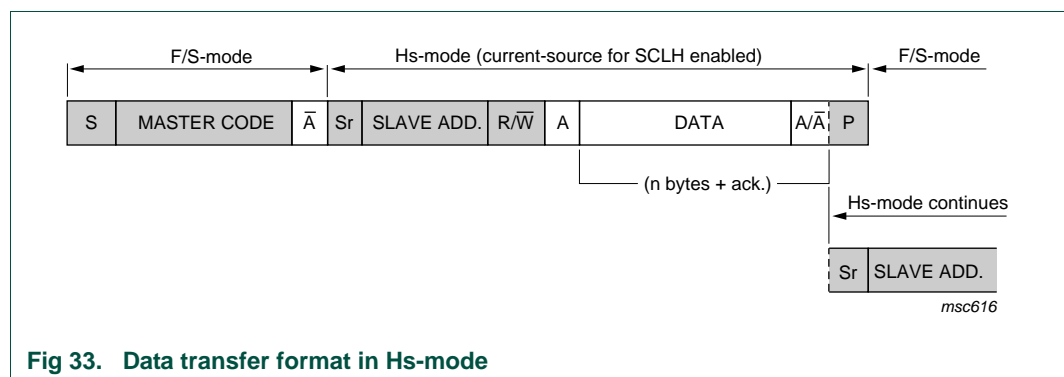 F/S-mode Hs-mode (current-source for SCLH enabled) F/S-mode
S MASTER CODE A̅ Sr SLAVE ADD. R/W̅ A DATA A/A̅ P
(n bytes + ack.)
Hs-mode continues
Sr SLAVE ADD.
msc616
Fig 33. Data transfer format in Hs-mode